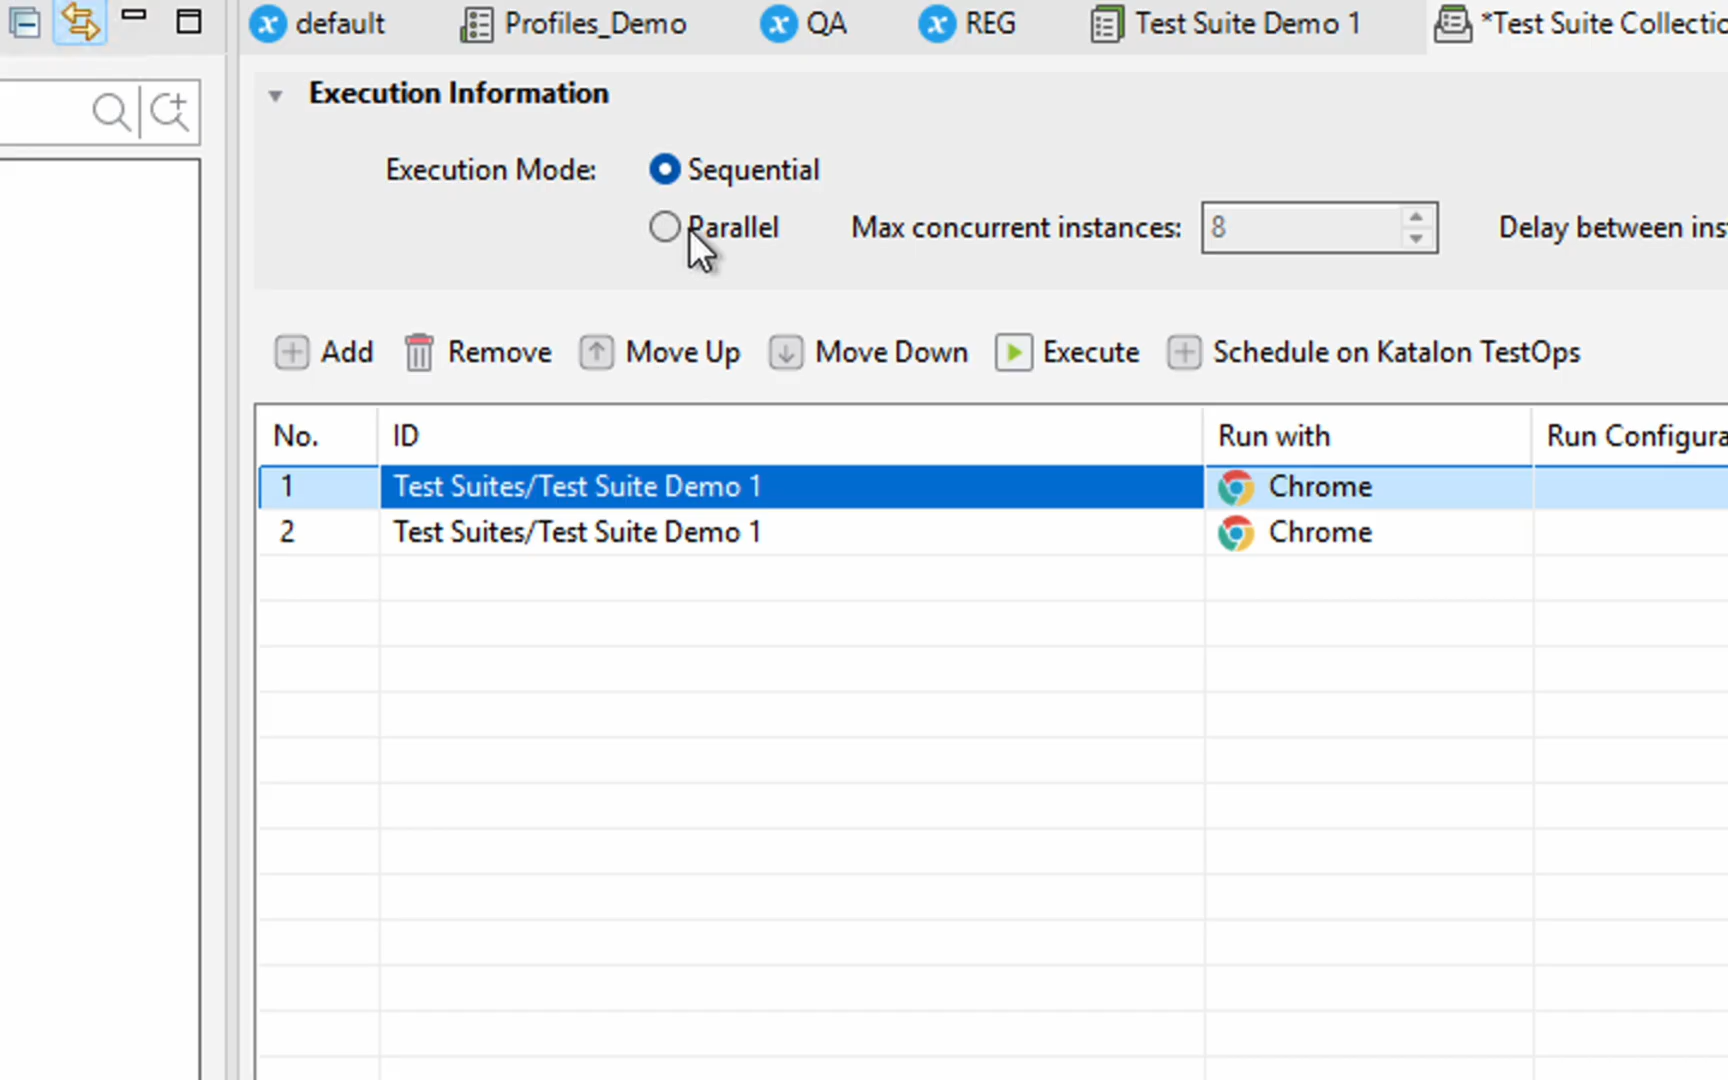 default Profiles_Demo QA REG Test Suite Demo 1 *Test Suite Collectio
Execution Information
Execution Mode: Sequential
Parallel Max concurrent instances: 8 Delay between ins
Add Remove Move Up Move Down Execute Schedule on Katalon TestOps
No. ID Run with Run Configura
1 Test Suites/Test Suite Demo 1 Chrome
2 Test Suites/Test Suite Demo 1 Chrome